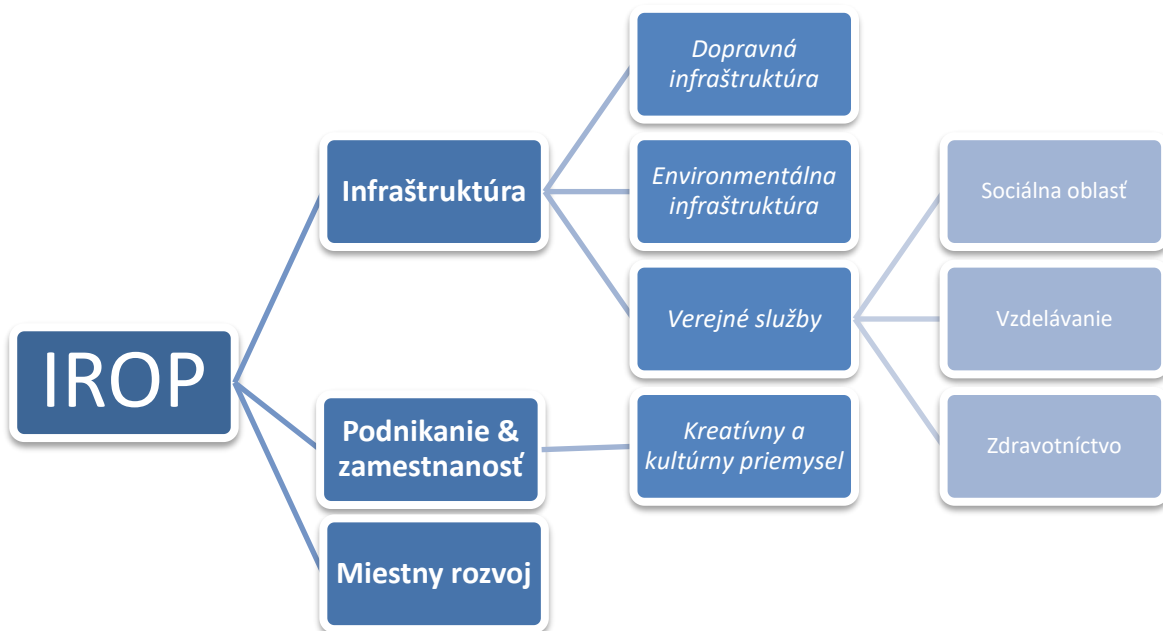 Dopravná
infraštruktúra
Infraštruktúra
Environmentálna
infraštruktúra
Sociálna oblasť
Verejné služby
Vzdelávanie
IROP
Podnikanie &
zamestnanosť
Kreatívny a
kultúrny priemysel
Zdravotníctvo
Miestny rozvoj